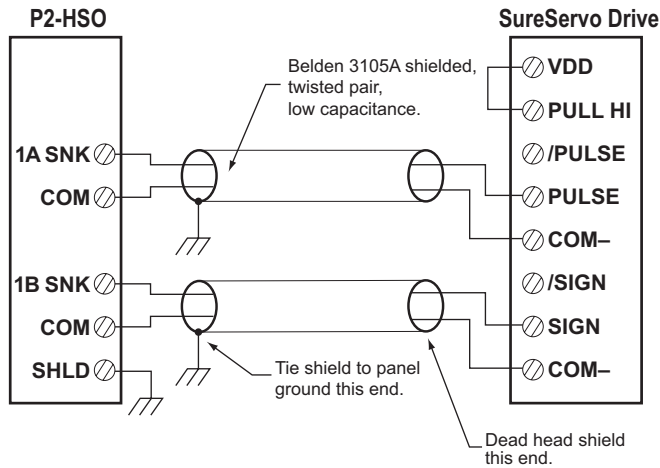 P2-HSO
SureServo Drive
Belden 3105A shielded,
twisted pair,
low capacitance.
1A SNK
COM
1B SNK
COM
SHLD
VDD
PULL HI
/PULSE
PULSE
COM–
/SIGN
SIGN
COM–
Tie shield to panel
ground this end.
Dead head shield
this end.